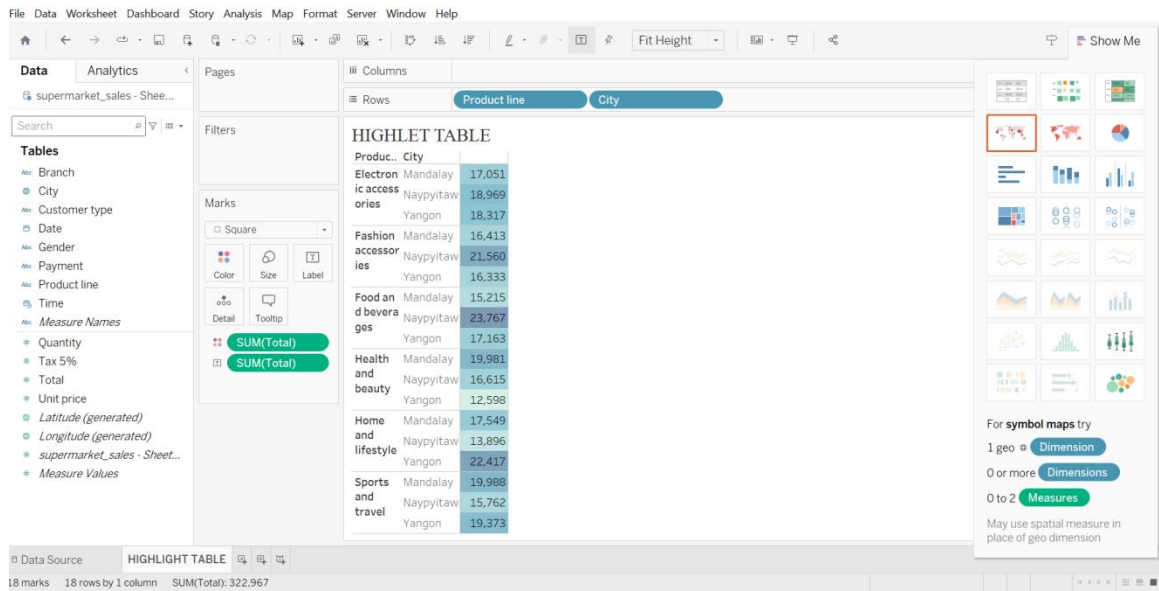 File Data Worksheet Dashboard Story Analysis Map Format Server Window Help
Fit Height
Show Me
Data Analytics
supermarket_sales - Shee...
Search
Tables
Abc Branch
City
Abc Customer type
Date
Abc Gender
Abc Payment
Abc Product line
Time
Abc Measure Names
# Quantity
# Tax 5%
# Total
# Unit price
Latitude (generated)
Longitude (generated)
# supermarket_sales - Sheet...
# Measure Values
Pages
Filters
Marks
Square
Color Size Label
Detail Tooltip
SUM(Total)
SUM(Total)
Columns
Rows Product line City
HIGHLET TABLE
Produc.. City
Electron Mandalay 17,051
ic access Naypyitaw 18,969
ories Yangon 18,317
Fashion Mandalay 16,413
accessor Naypyitaw 21,560
ies Yangon 16,333
Food an Mandalay 15,215
d bevera Naypyitaw 23,767
ges Yangon 17,163
Health Mandalay 19,981
and Naypyitaw 16,615
beauty Yangon 12,598
Home Mandalay 17,549
and Naypyitaw 13,896
lifestyle Yangon 22,417
Sports Mandalay 19,988
and Naypyitaw 15,762
travel Yangon 19,373
For symbol maps try
1 geo Dimension
0 or more Dimensions
0 to 2 Measures
May use spatial measure in
place of geo dimension
Data Source HIGHLIGHT TABLE
18 marks 18 rows by 1 column SUM(Total): 322,967